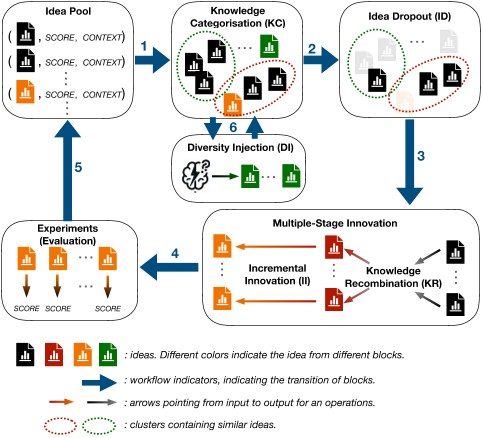 Idea Pool
( , SCORE, CONTEXT)
( , SCORE, CONTEXT)
( , SCORE, CONTEXT)
1
Knowledge
Categorisation (KC)
2
Idea Dropout (ID)
6
Diversity Injection (DI)
3
5
Experiments
(Evaluation)
SCORE SCORE SCORE
4
Multiple-Stage Innovation
Incremental
Innovation (II)
Knowledge
Recombination (KR)
: ideas. Different colors indicate the idea from different blocks.
: workflow indicators, indicating the transition of blocks.
: arrows pointing from input to output for an operations.
: clusters containing similar ideas.